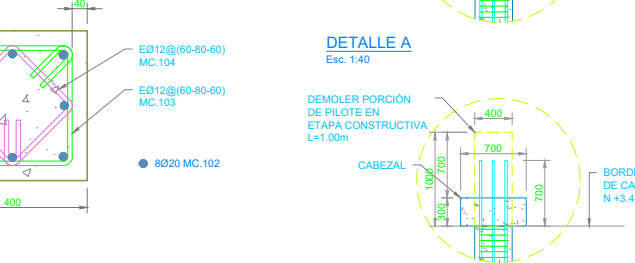 40
EØ12@(60-80-60)
MC.104
EØ12@(60-80-60)
MC.103
8Ø20 MC.102
400
DETALLE A
Esc. 1:40
DEMOLER PORCIÓN
DE PILOTE EN
ETAPA CONSTRUCTIVA
L=1.00m
400
700
CABEZAL
1000
700
300
700
BORD
DE CA
N +3.4